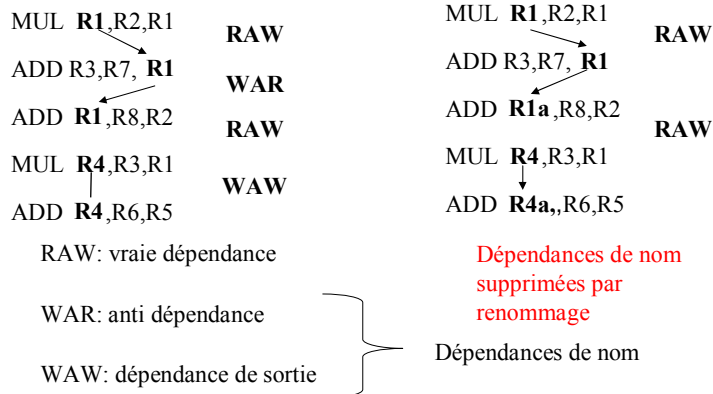 MUL R1,R2,R1
RAW
ADD R3,R7, R1
WAR
ADD R1,R8,R2
RAW
MUL R4,R3,R1
WAW
ADD R4,R6,R5
MUL R1,R2,R1
RAW
ADD R3,R7, R1
ADD R1a,R8,R2
RAW
MUL R4,R3,R1
ADD R4a,,R6,R5
RAW: vraie dépendance
WAR: anti dépendance
WAW: dépendance de sortie
Dépendances de nom
supprimées par
renommage
Dépendances de nom